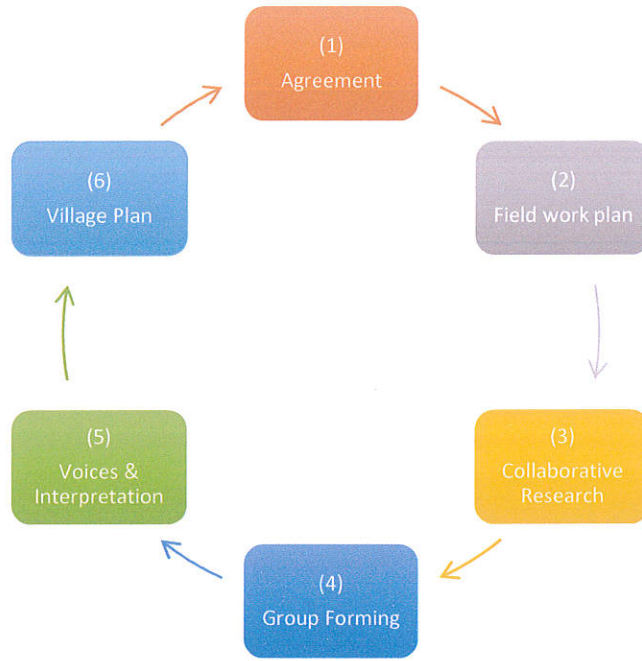 (1)
Agreement
(2)
Field work plan
(3)
Collaborative
Research
(4)
Group Forming
(5)
Voices &
Interpretation
(6)
Village Plan